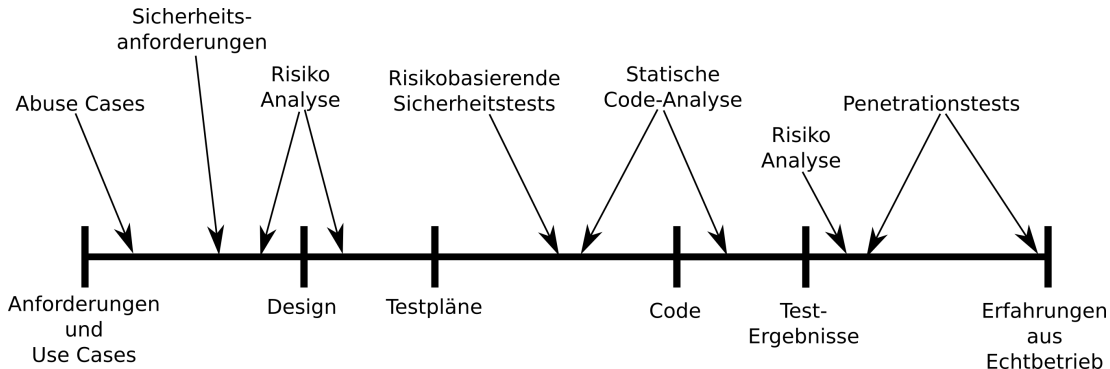 Sicherheits-
anforderungen
Abuse Cases
Risiko
Analyse
Risikobasierende
Sicherheitstests
Statische
Code-Analyse
Risiko
Analyse
Penetrationstests
Anforderungen
und
Use Cases
Design
Testpläne
Code
Test-
Ergebnisse
Erfahrungen
aus
Echtbetrieb